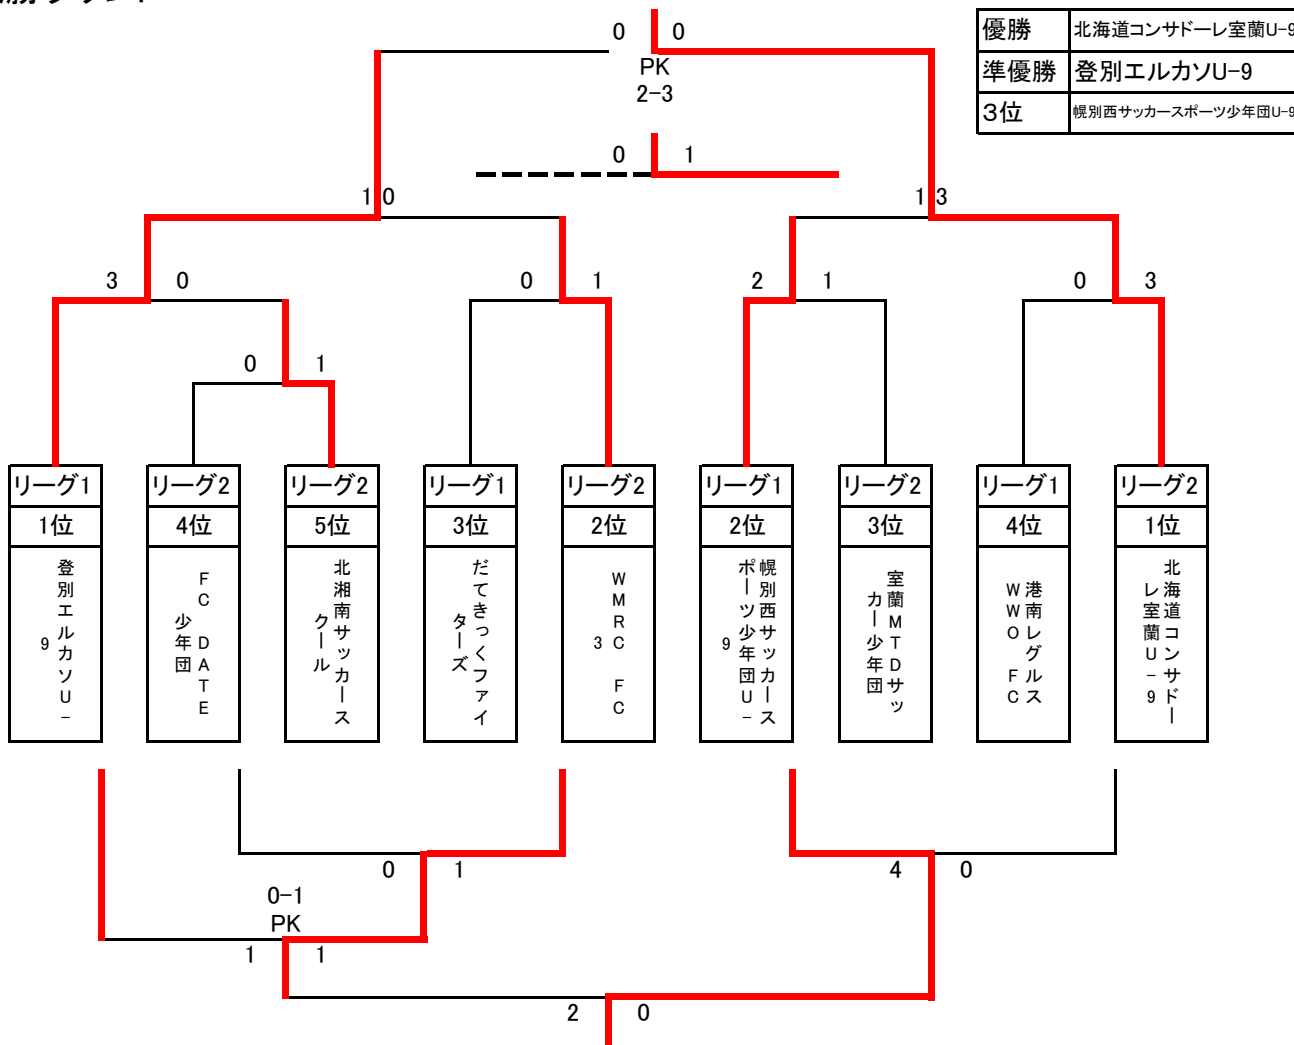 0 0
PK
2-3
優勝 北海道コンサドーレ室蘭U-9
準優勝 登別エルカソU-9
3位 幌別西サッカースポーツ少年団U-9
0 1
1 0
1 3
3 0
0 1
2 1
0 3
0 1
リーグ1 リーグ2 リーグ2 リーグ1 リーグ2 リーグ1 リーグ2 リーグ1 リーグ2
1位 4位 5位 3位 2位 2位 3位 4位 1位
登別エルカソU-
9
FC DATE
少年団
北湘南サッカース
クール
だてきっくファイ
ターズ
WMRC FC
3
幌別西サッカース
ポーツ少年団U-
9
室蘭MTDサッ
カー少年団
港南レグルス
WWO FC
北海道コンサドー
レ室蘭U-9
0 1
4 0
0-1
PK
1 1
2 0